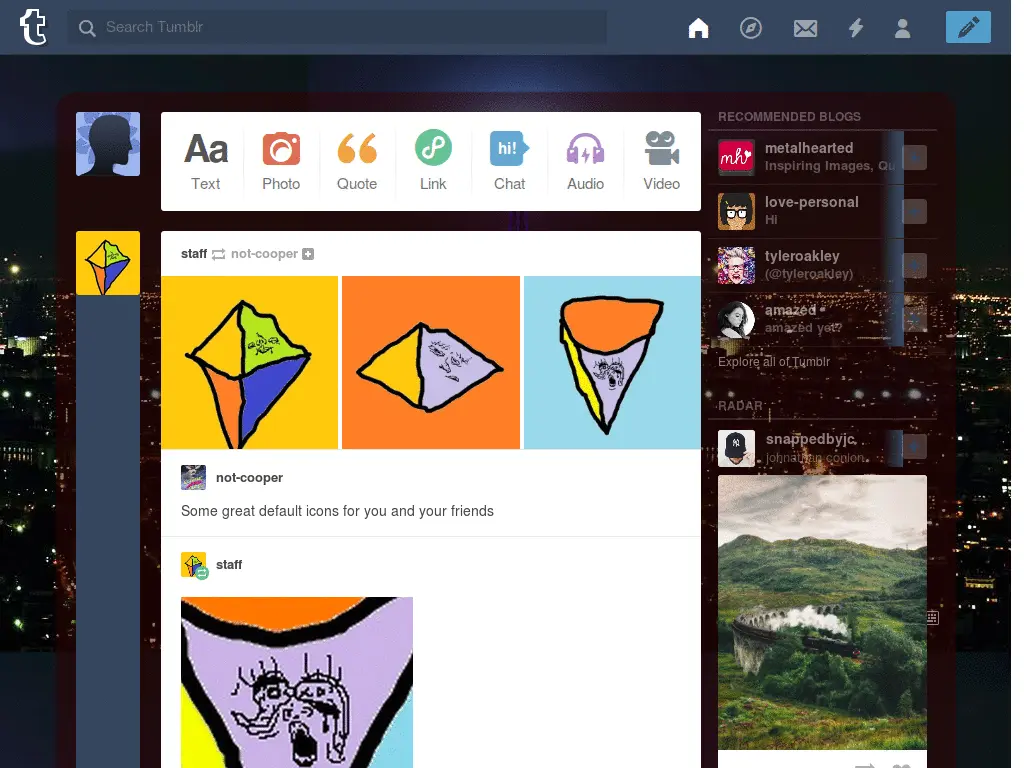 t
Search Tumblr
Aa
Text
Photo
Quote
Link
hi!
Chat
Audio
Video
staff not-cooper
not-cooper
Some great default icons for you and your friends
staff
RECOMMENDED BLOGS
mh
metalhearted
Inspiring Images, Qu
love-personal
Hi
tyleroakley
(@tyleroakley)
amazed
amazed yet?
Explore all of Tumblr
RADAR
snappedbyjc
johnathan conlon